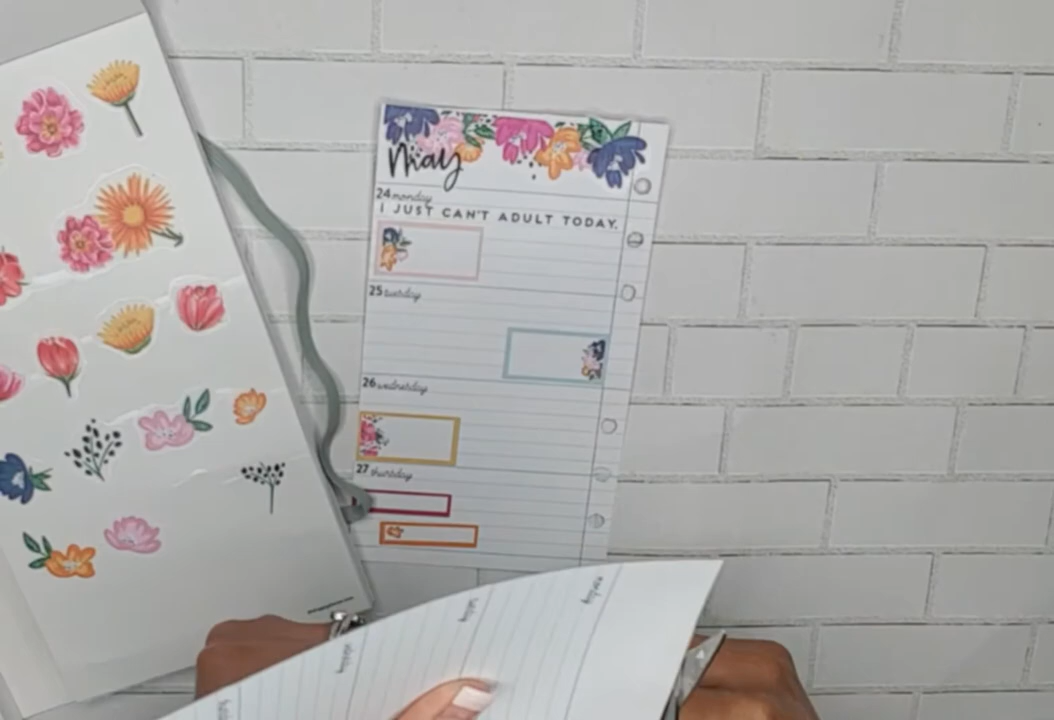 May
24 monday
I JUST CAN'T ADULT TODAY.
25 tuesday
26 wednesday
27 thursday